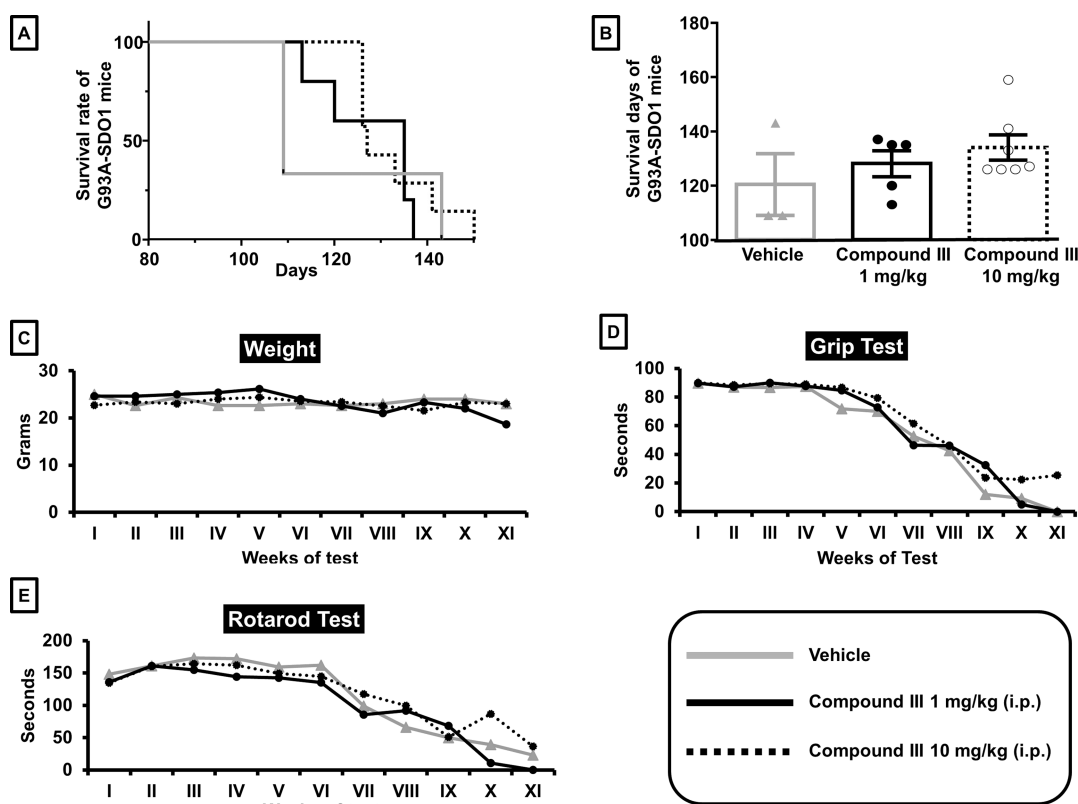 A
Survival rate of
G93A-SDO1 mice
100
50
0
80
100
120
140
Days
B
Survival days of
G93A-SDO1 mice
180
160
140
120
100
Vehicle
Compound III
1 mg/kg
Compound III
10 mg/kg
C
Weight
Grams
30
20
10
0
I II III IV V VI VII VIII IX X XI
Weeks of test
D
Grip Test
Seconds
100
80
60
40
20
0
I II III IV V VI VII VIII IX X XI
Weeks of Test
E
Rotarod Test
Seconds
200
150
100
50
0
I II III IV V VI VII VIII IX X XI
Vehicle
Compound III 1 mg/kg (i.p.)
Compound III 10 mg/kg (i.p.)